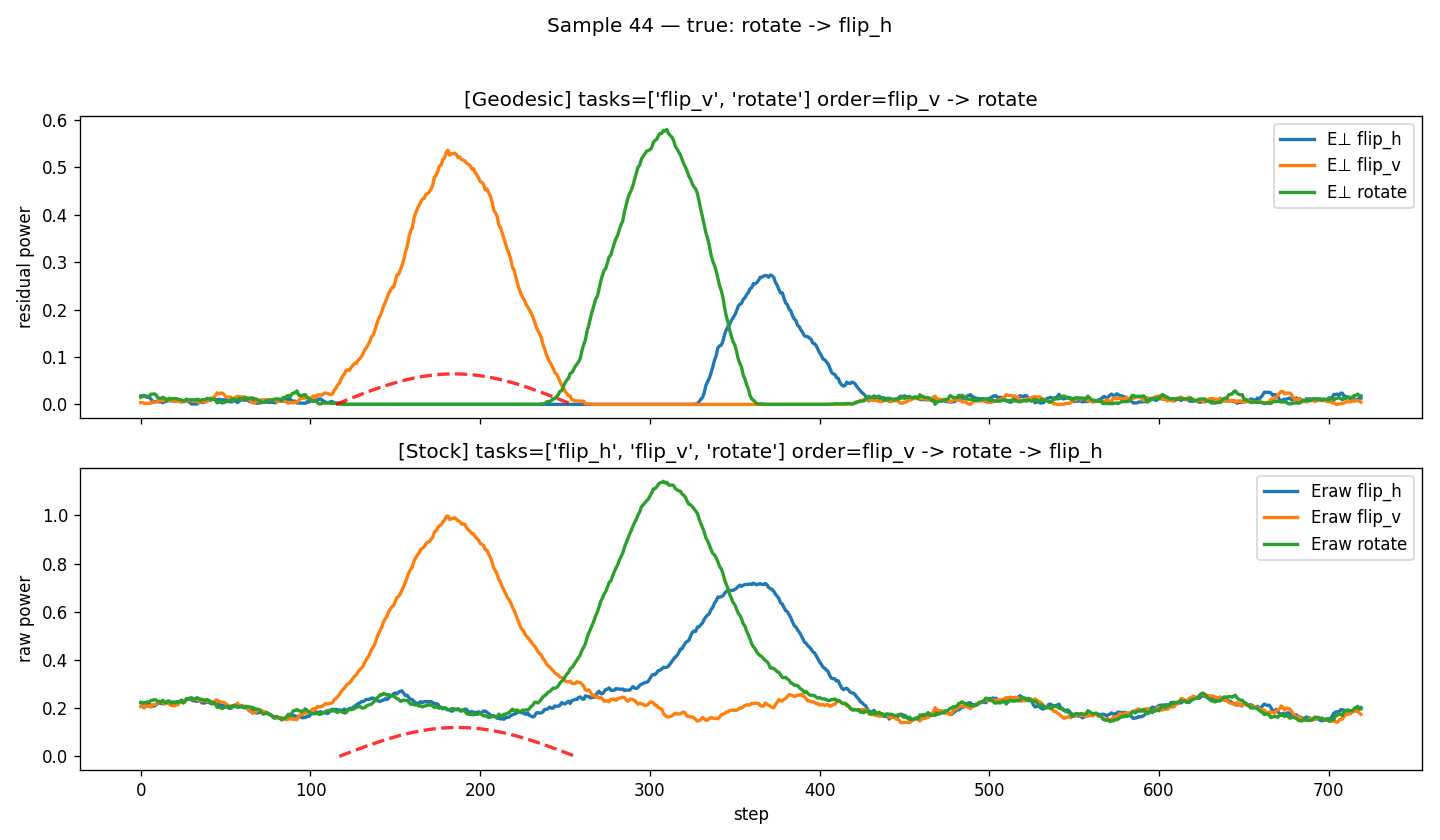 Sample 44 — true: rotate -> flip_h
[Geodesic] tasks=['flip_v', 'rotate'] order=flip_v -> rotate
residual power
0.6
0.5
0.4
0.3
0.2
0.1
0.0
E⊥ flip_h
E⊥ flip_v
E⊥ rotate
[Stock] tasks=['flip_h', 'flip_v', 'rotate'] order=flip_v -> rotate -> flip_h
raw power
1.0
0.8
0.6
0.4
0.2
0.0
Eraw flip_h
Eraw flip_v
Eraw rotate
0 100 200 300 400 500 600 700
step